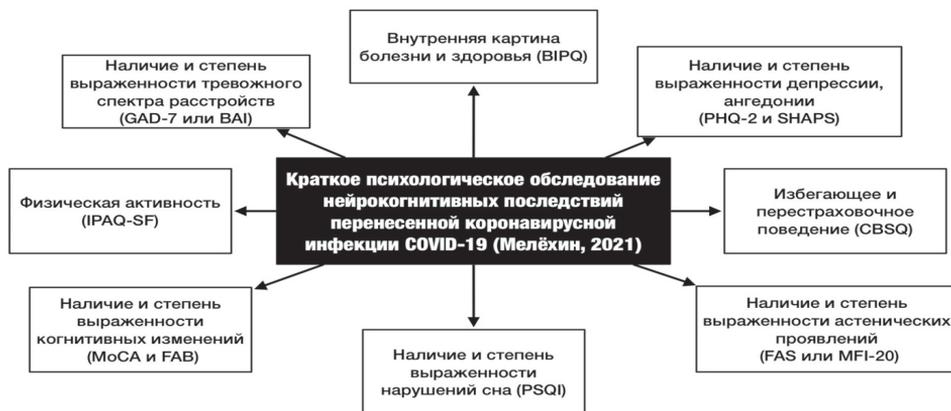 Внутренняя картина
болезни и здоровья (BIPQ)
Наличие и степень
выраженности тревожного
спектра расстройств
(GAD-7 или BAI)
Наличие и степень
выраженности депрессии,
ангедонии
(PHQ-2 и SHAPS)
Краткое психологическое обследование
нейрокогнитивных последствий
перенесенной коронавирусной
инфекции COVID-19 (Мелёхин, 2021)
Физическая активность
(IPAQ-SF)
Избегающее и
перестраховочное
поведение (CBSQ)
Наличие и степень
выраженности
когнитивных изменений
(MoCA и FAB)
Наличие и степень
выраженности
нарушений сна (PSQI)
Наличие и степень
выраженности астенических
проявлений
(FAS или MFI-20)